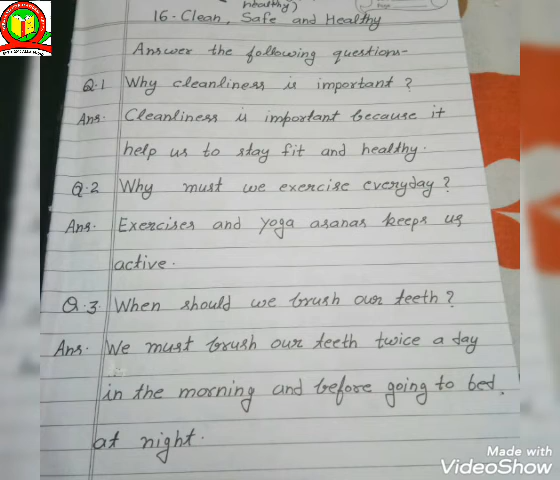 healthy)
16. Clean, Safe and Healthy
Answer the following questions-
Q.1 Why cleanliness is important?
Ans. Cleanliness is important because it
help us to stay fit and healthy.
Q.2 Why must we exercise everyday?
Ans. Exercises and yoga asanas keeps us
active.
Q.3. When should we brush our teeth?
Ans. We must brush our teeth twice a day
in the morning and before going to bed.
at night.
Made with
VideoShow